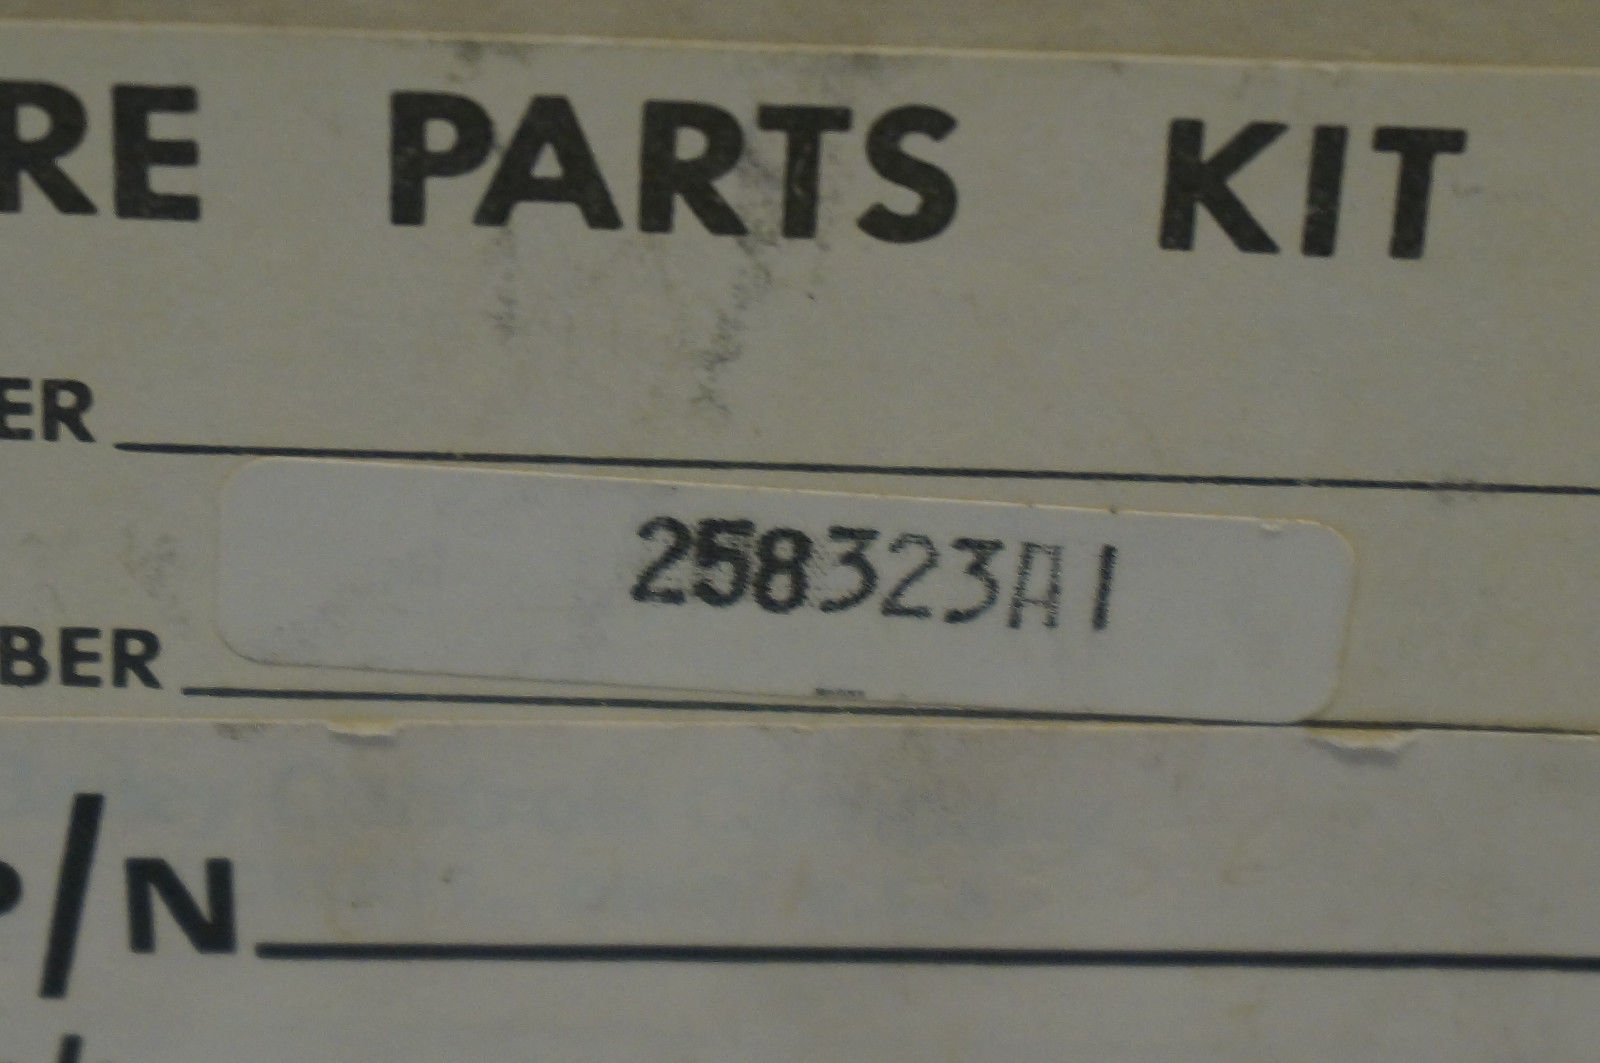 RE PARTS KIT
ER
258323A1
BER
P/N